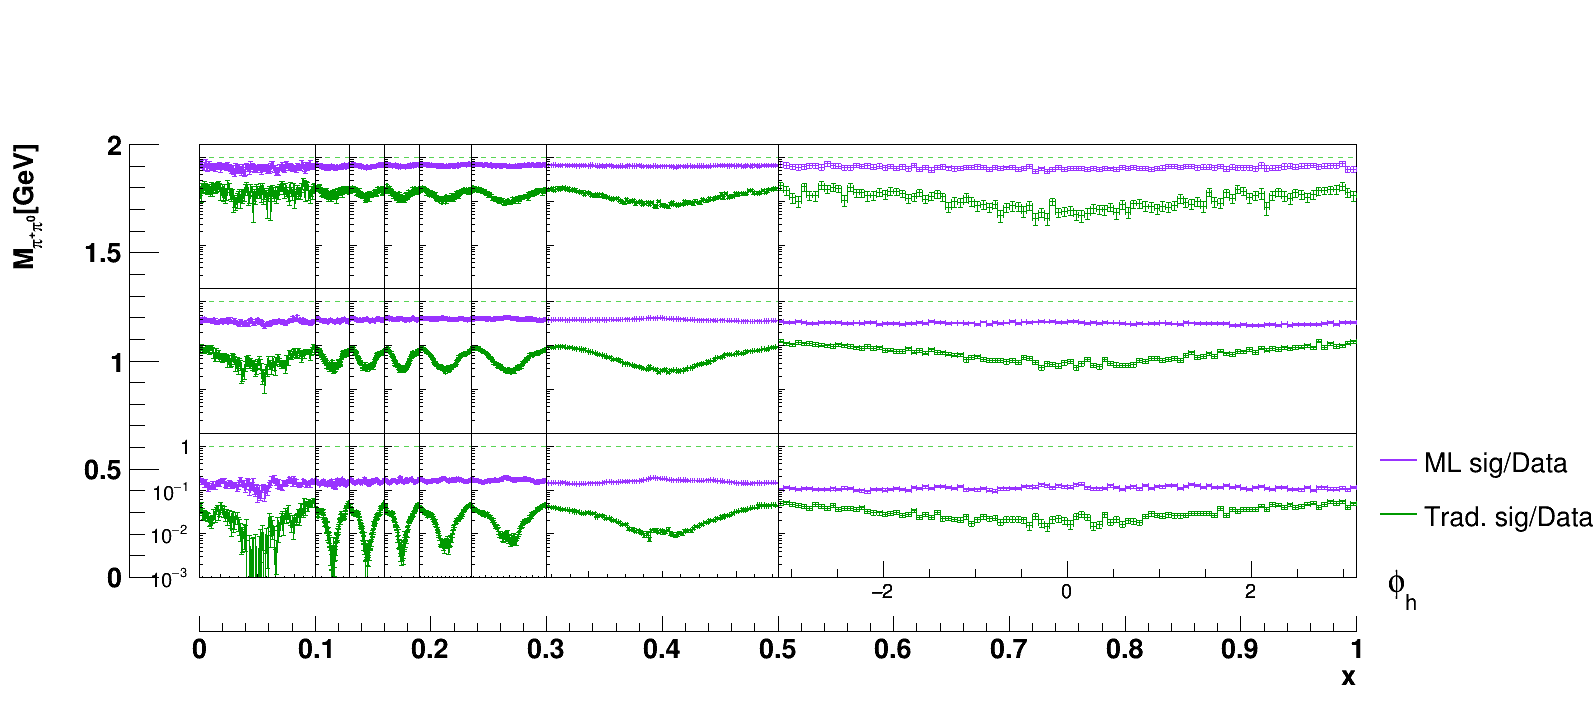 M_{π⁺π⁰}[GeV]
2
1.5
1
0.5
0
1
10⁻¹
10⁻²
10⁻³
−2 0 2
ϕ_h
0 0.1 0.2 0.3 0.4 0.5 0.6 0.7 0.8 0.9 1
x
ML sig/Data
Trad. sig/Data